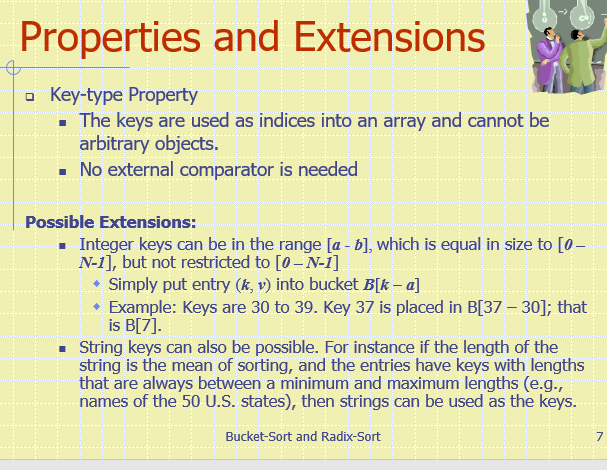 Properties and Extensions
Key-type Property
The keys are used as indices into an array and cannot be
arbitrary objects.
No external comparator is needed
Possible Extensions:
Integer keys can be in the range [a - b], which is equal in size to [0 –
N-1], but not restricted to [0 – N-1]
Simply put entry (k, v) into bucket B[k – a]
Example: Keys are 30 to 39. Key 37 is placed in B[37 – 30]; that
is B[7].
String keys can also be possible. For instance if the length of the
string is the mean of sorting, and the entries have keys with lengths
that are always between a minimum and maximum lengths (e.g.,
names of the 50 U.S. states), then strings can be used as the keys.
Bucket-Sort and Radix-Sort
7